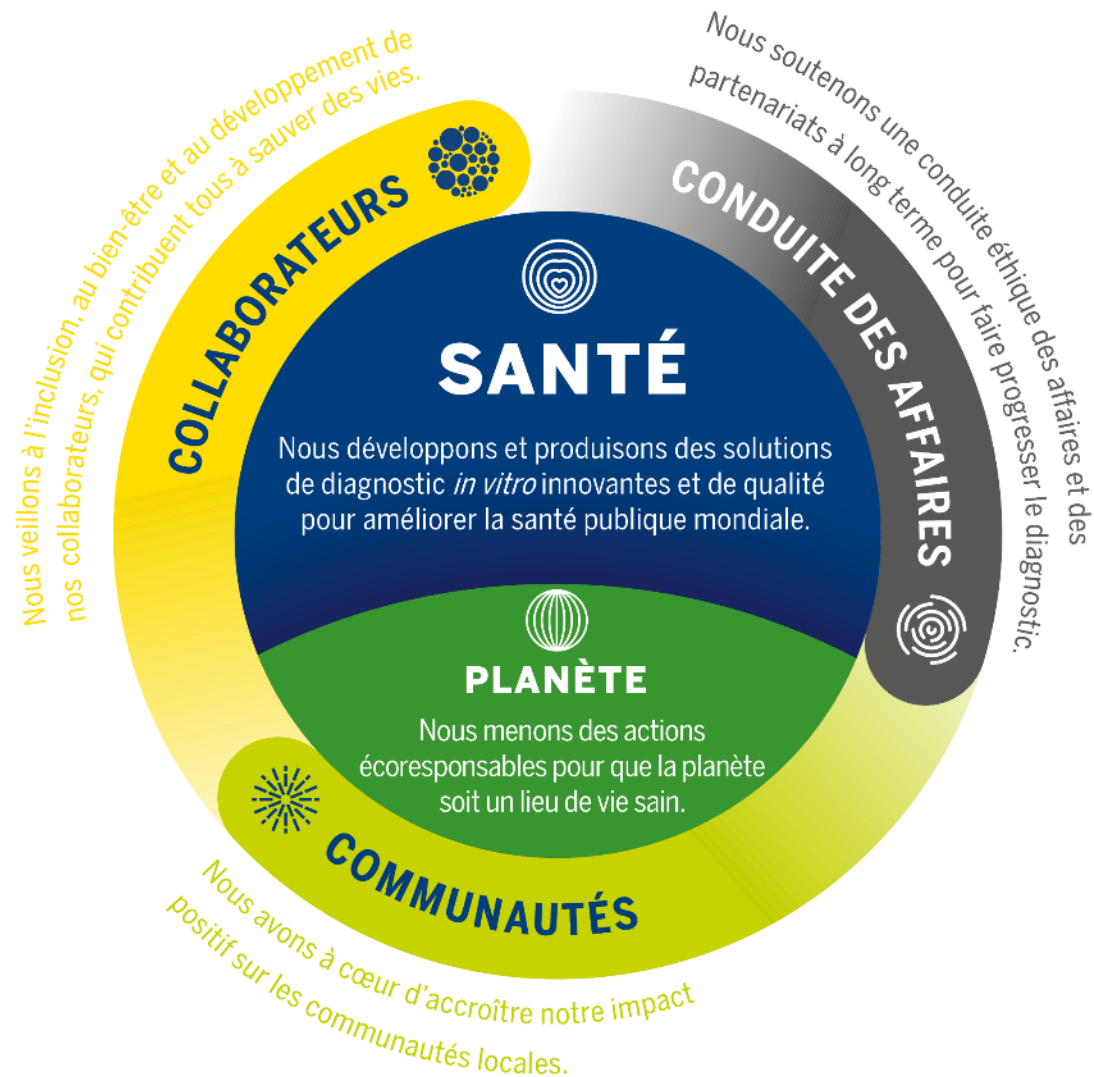 Nous veillons à l'inclusion, au bien-être et au développement de
nos collaborateurs, qui contribuent tous à sauver des vies.
COLLABORATEURS
Nous soutenons une conduite éthique des affaires et des
partenariats à long terme pour faire progresser le diagnostic.
CONDUITE DES AFFAIRES
SANTÉ
Nous développons et produisons des solutions
de diagnostic in vitro innovantes et de qualité
pour améliorer la santé publique mondiale.
PLANÈTE
Nous menons des actions
écoresponsables pour que la planète
soit un lieu de vie sain.
COMMUNAUTÉS
Nous avons à cœur d'accroître notre impact
positif sur les communautés locales.